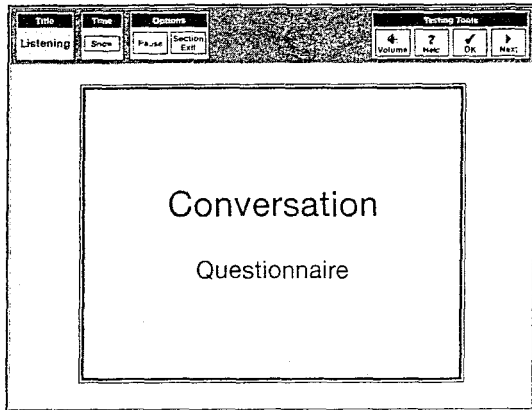 Title Time Options Testing Tools
Listening Show Pause Section Exit Volume Help OK Next
Conversation
Questionnaire